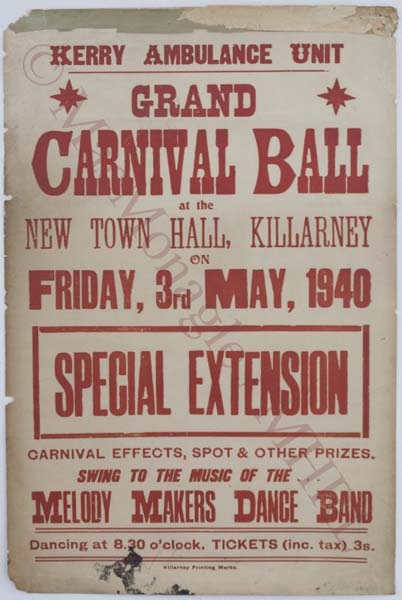 KERRY AMBULANCE UNIT
GRAND
CARNIVAL BALL
at the
NEW TOWN HALL, KILLARNEY
ON
FRIDAY, 3rd MAY, 1940
SPECIAL EXTENSION
CARNIVAL EFFECTS, SPOT & OTHER PRIZES.
SWING TO THE MUSIC OF THE
MELODY MAKERS DANCE BAND
Dancing at 8.30 o'clock. TICKETS (inc. tax) 3s.
Killarney Printing Works.